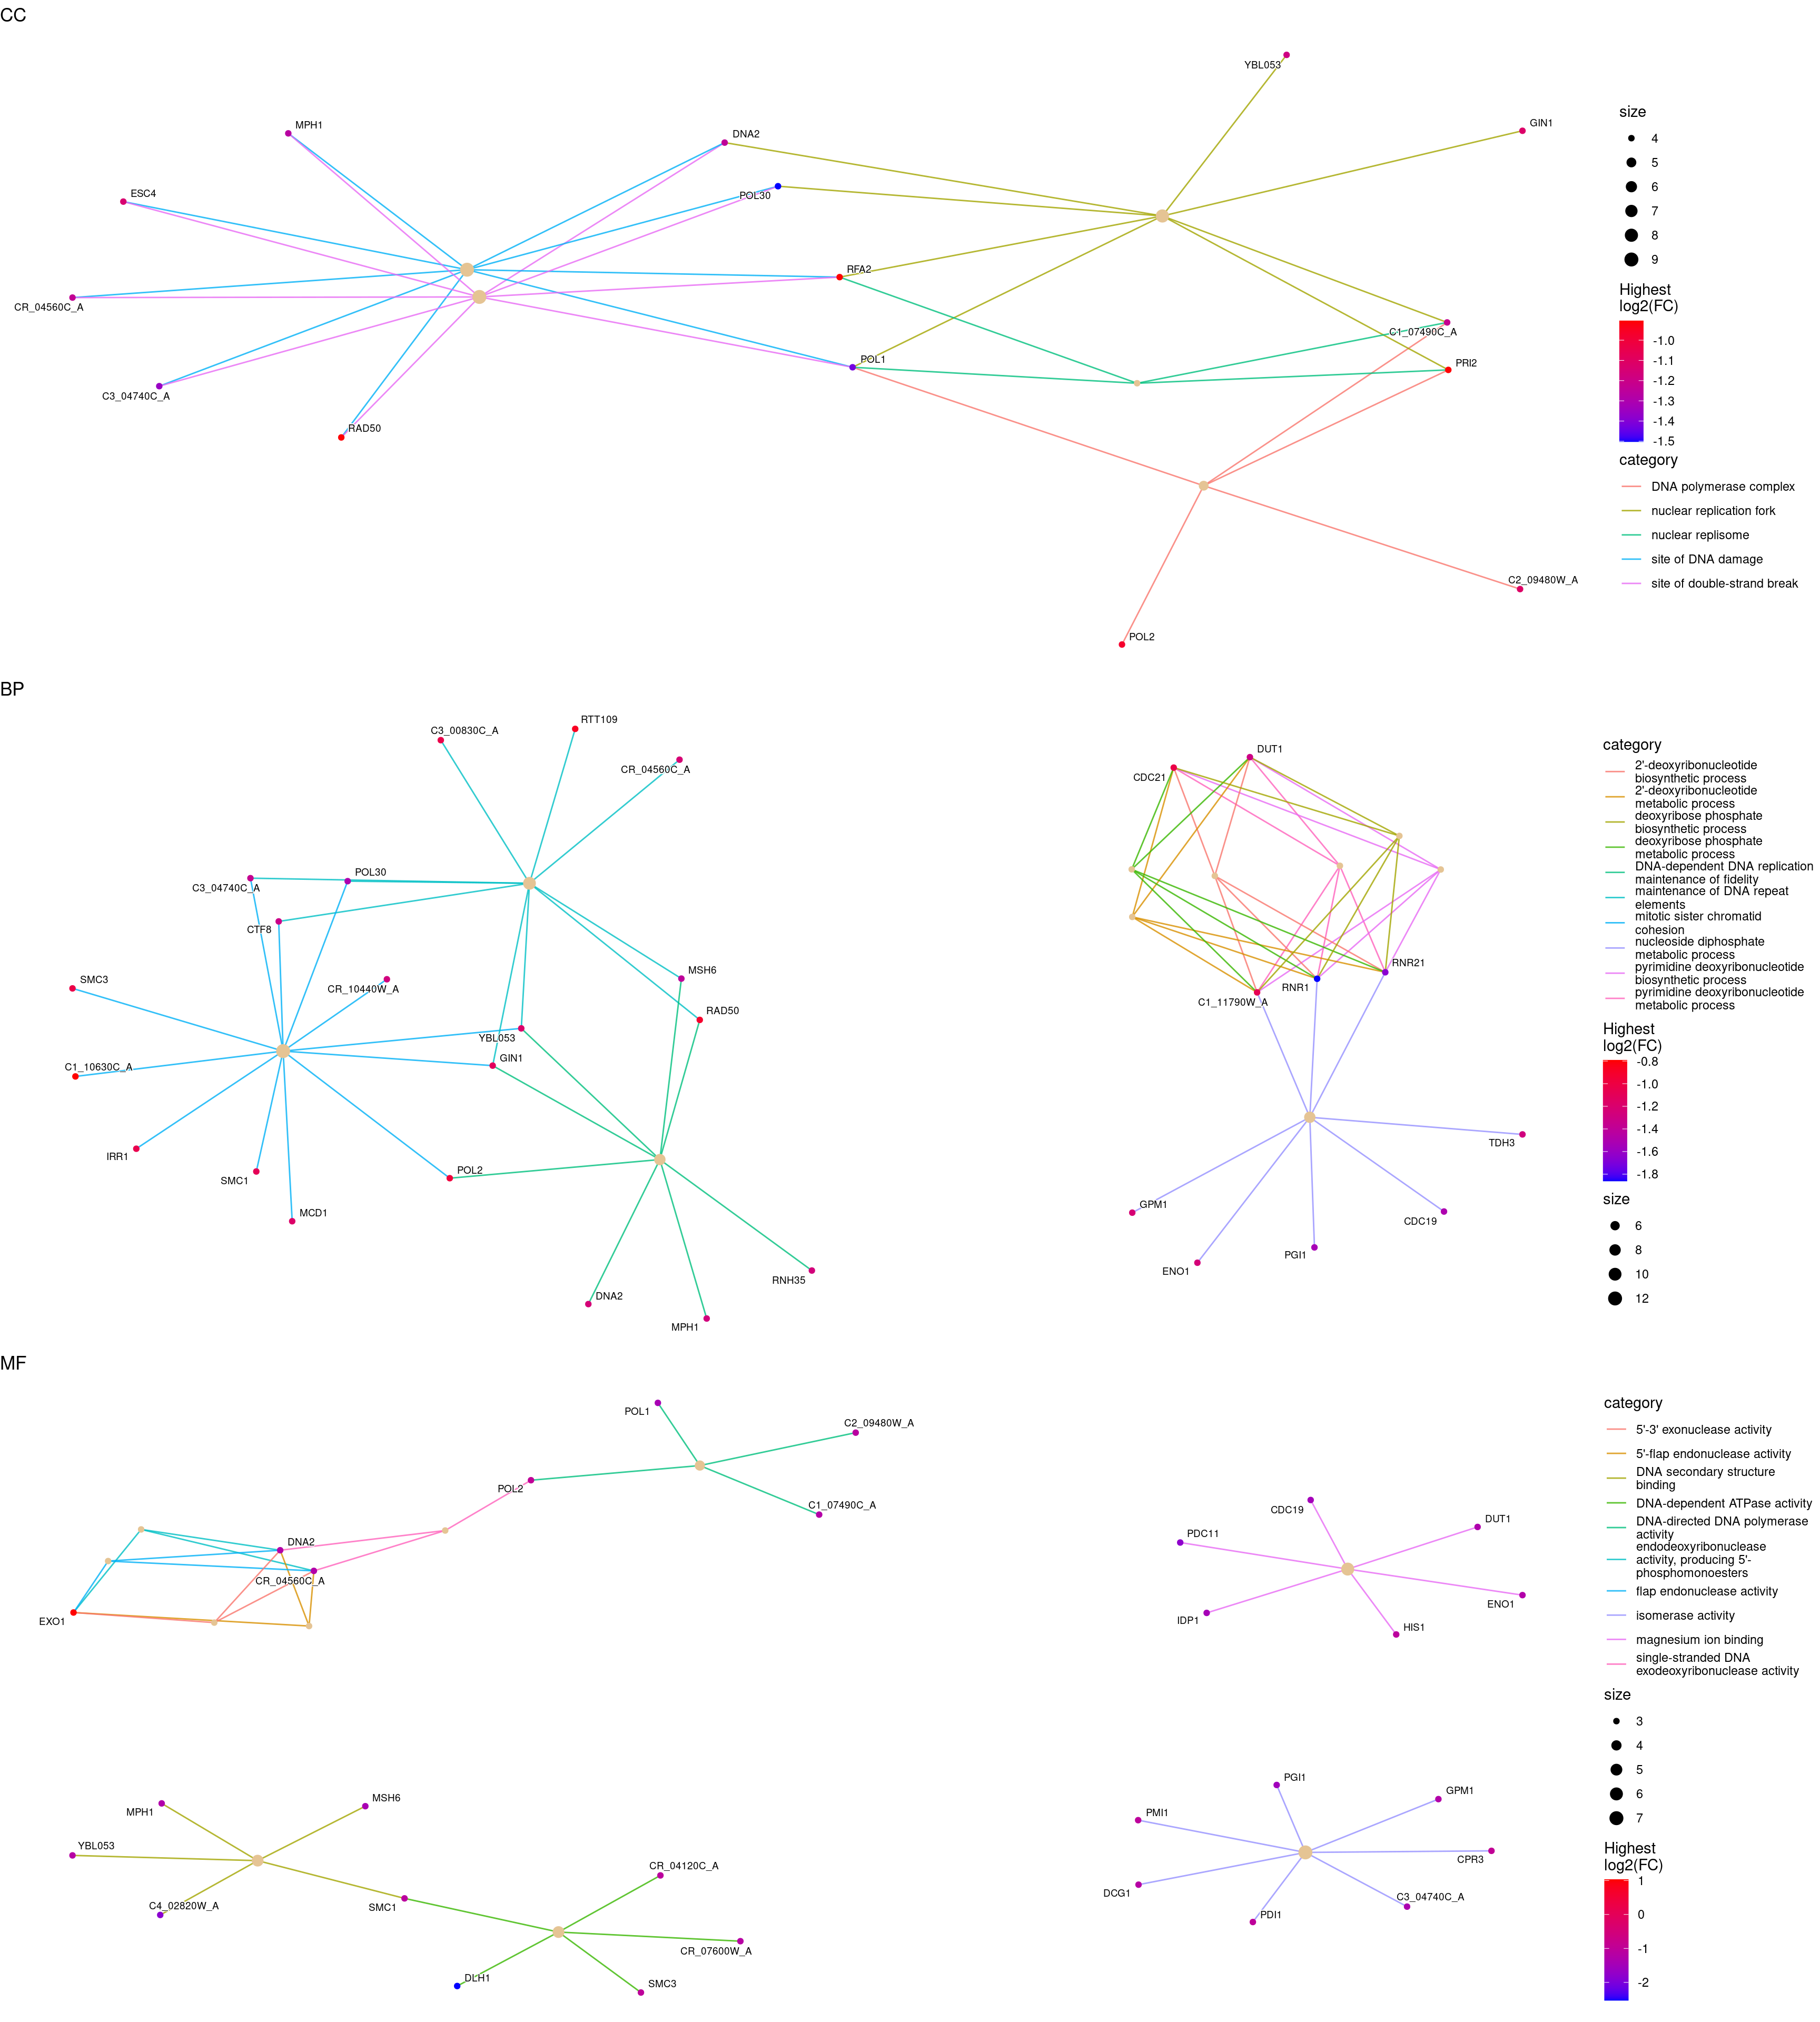 CC
YBL053
MPH1
DNA2
GIN1
ESC4
POL30
RFA2
CR_04560C_A
C1_07490C_A
POL1
PRI2
C3_04740C_A
RAD50
C2_09480W_A
POL2
size
4
5
6
7
8
9
Highest
log2(FC)
-1.0
-1.1
-1.2
-1.3
-1.4
-1.5
category
DNA polymerase complex
nuclear replication fork
nuclear replisome
site of DNA damage
site of double-strand break
BP
RTT109
C3_00830C_A
CR_04560C_A
DUT1
CDC21
POL30
C3_04740C_A
CTF8
MSH6
RNR21
SMC3
CR_10440W_A
RNR1
C1_11790W_A
RAD50
YBL053
GIN1
C1_10630C_A
TDH3
IRR1
POL2
SMC1
GPM1
MCD1
CDC19
PGI1
ENO1
RNH35
DNA2
MPH1
category
2'-deoxyribonucleotide
biosynthetic process
2'-deoxyribonucleotide
metabolic process
deoxyribose phosphate
biosynthetic process
deoxyribose phosphate
metabolic process
DNA-dependent DNA replication
maintenance of fidelity
maintenance of DNA repeat
elements
mitotic sister chromatid
cohesion
nucleoside diphosphate
metabolic process
pyrimidine deoxyribonucleotide
biosynthetic process
pyrimidine deoxyribonucleotide
metabolic process
Highest
log2(FC)
-0.8
-1.0
-1.2
-1.4
-1.6
-1.8
size
6
8
10
12
MF
POL1
C2_09480W_A
POL2
C1_07490C_A
CDC19
DUT1
PDC11
DNA2
CR_04560C_A
ENO1
EXO1
IDP1
HIS1
PGI1
GPM1
MSH6
MPH1
PMI1
YBL053
CR_04120C_A
CPR3
DCG1
C3_04740C_A
C4_02820W_A
SMC1
PDI1
CR_07600W_A
DLH1
SMC3
category
5'-3' exonuclease activity
5'-flap endonuclease activity
DNA secondary structure
binding
DNA-dependent ATPase activity
DNA-directed DNA polymerase
activity
endodeoxyribonuclease
activity, producing 5'-
phosphomonoesters
flap endonuclease activity
isomerase activity
magnesium ion binding
single-stranded DNA
exodeoxyribonuclease activity
size
3
4
5
6
7
Highest
log2(FC)
1
0
-1
-2